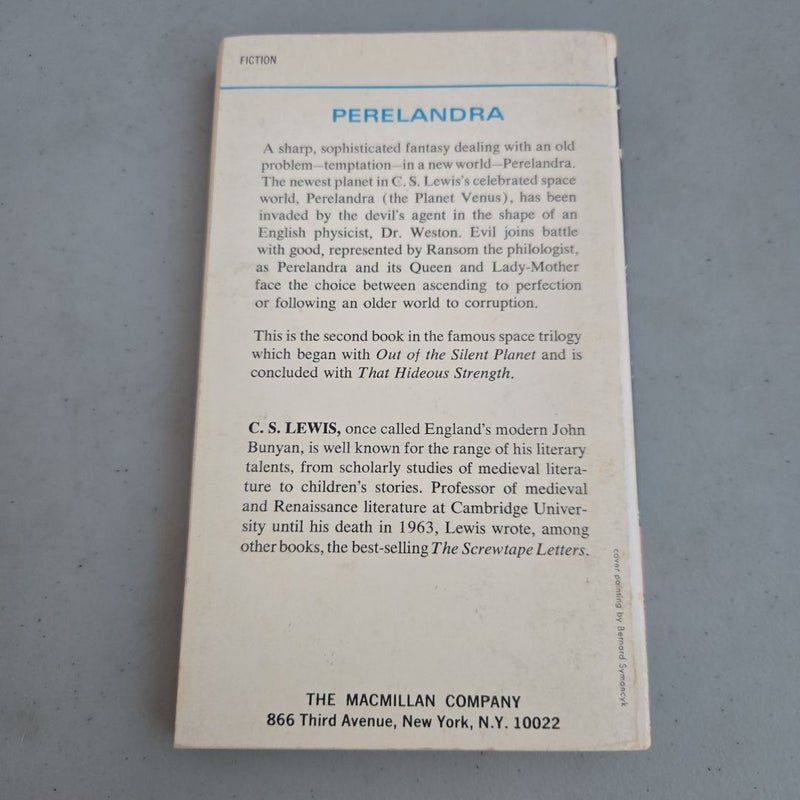 FICTION
PERELANDRA
A sharp, sophisticated fantasy dealing with an old
problem—temptation—in a new world—Perelandra.
The newest planet in C. S. Lewis's celebrated space
world, Perelandra (the Planet Venus), has been
invaded by the devil's agent in the shape of an
English physicist, Dr. Weston. Evil joins battle
with good, represented by Ransom the philologist,
as Perelandra and its Queen and Lady-Mother
face the choice between ascending to perfection
or following an older world to corruption.
This is the second book in the famous space trilogy
which began with Out of the Silent Planet and is
concluded with That Hideous Strength.
C. S. LEWIS, once called England's modern John
Bunyan, is well known for the range of his literary
talents, from scholarly studies of medieval litera-
ture to children's stories. Professor of medieval
and Renaissance literature at Cambridge Univer-
sity until his death in 1963, Lewis wrote, among
other books, the best-selling The Screwtape Letters.
cover painting by Bernard Symancyk
THE MACMILLAN COMPANY
866 Third Avenue, New York, N.Y. 10022